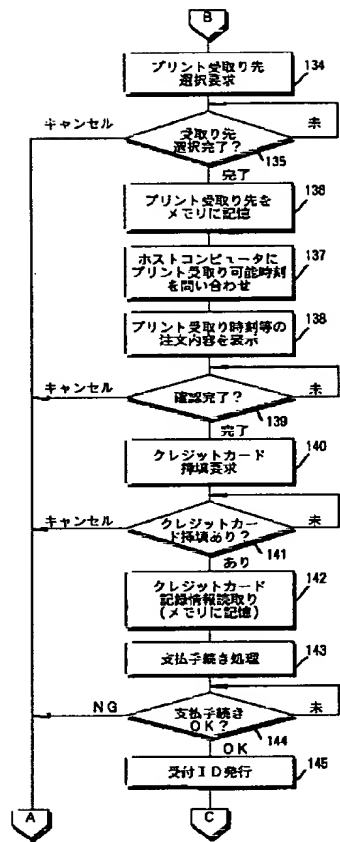 B
プリント受取り先
選択要求
134
キャンセル
受取り先
選択完了?
未
135
完了
プリント受取り先を
メモリに記憶
136
ホストコンピュータに
プリント受取り可能時刻
を問い合わせ
137
プリント受取り時刻等の
注文内容を表示
138
キャンセル
確認完了?
未
139
完了
クレジットカード
挿填要求
140
キャンセル
クレジットカー
ド挿填あり?
未
141
あり
クレジットカード
記録情報読取り
(メモリに記憶)
142
支払手続き処理
143
NG
支払手続き
OK?
未
144
OK
受付ID発行
145
A
C